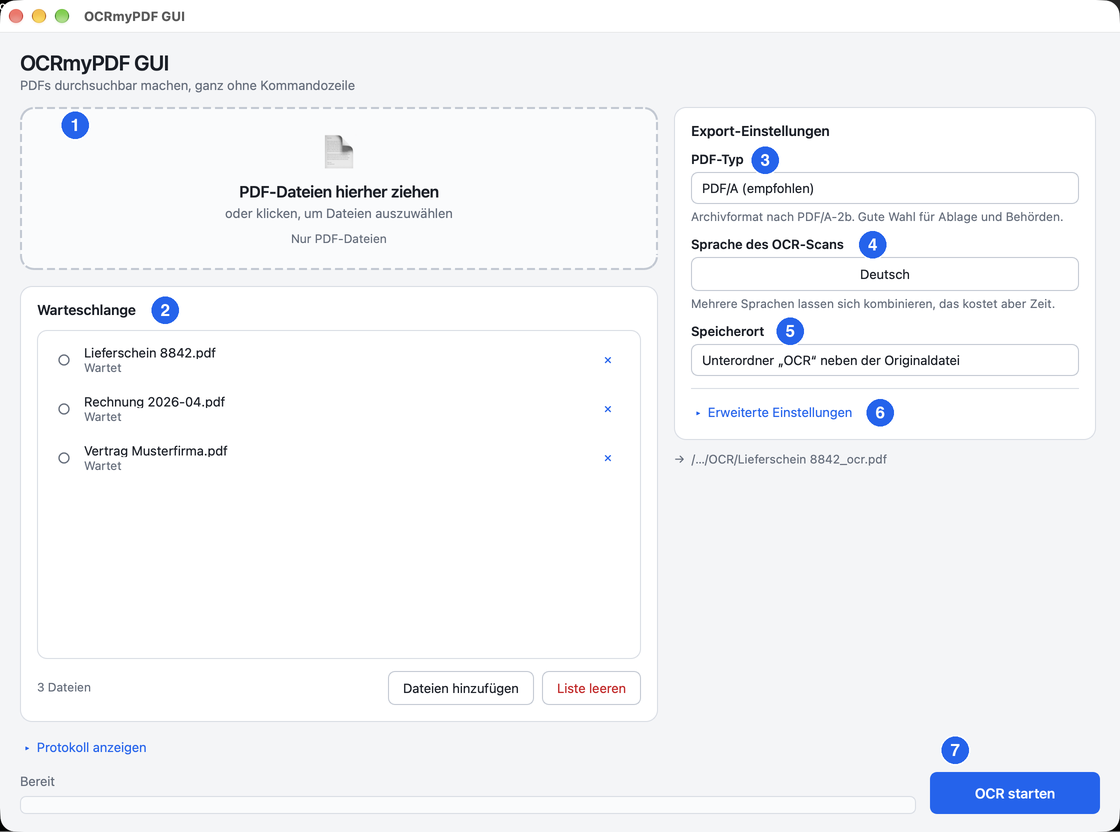 OCRmyPDF GUI
OCRmyPDF GUI
PDFs durchsuchbar machen, ganz ohne Kommandozeile
1
PDF-Dateien hierher ziehen
oder klicken, um Dateien auszuwählen
Nur PDF-Dateien
Warteschlange 2
Lieferschein 8842.pdf
Wartet
×
Rechnung 2026-04.pdf
Wartet
×
Vertrag Musterfirma.pdf
Wartet
×
3 Dateien
Dateien hinzufügen
Liste leeren
Export-Einstellungen
PDF-Typ 3
PDF/A (empfohlen)
Archivformat nach PDF/A-2b. Gute Wahl für Ablage und Behörden.
Sprache des OCR-Scans 4
Deutsch
Mehrere Sprachen lassen sich kombinieren, das kostet aber Zeit.
Speicherort 5
Unterordner „OCR“ neben der Originaldatei
▸ Erweiterte Einstellungen 6
→ /…/OCR/Lieferschein 8842_ocr.pdf
▸ Protokoll anzeigen
Bereit
7
OCR starten